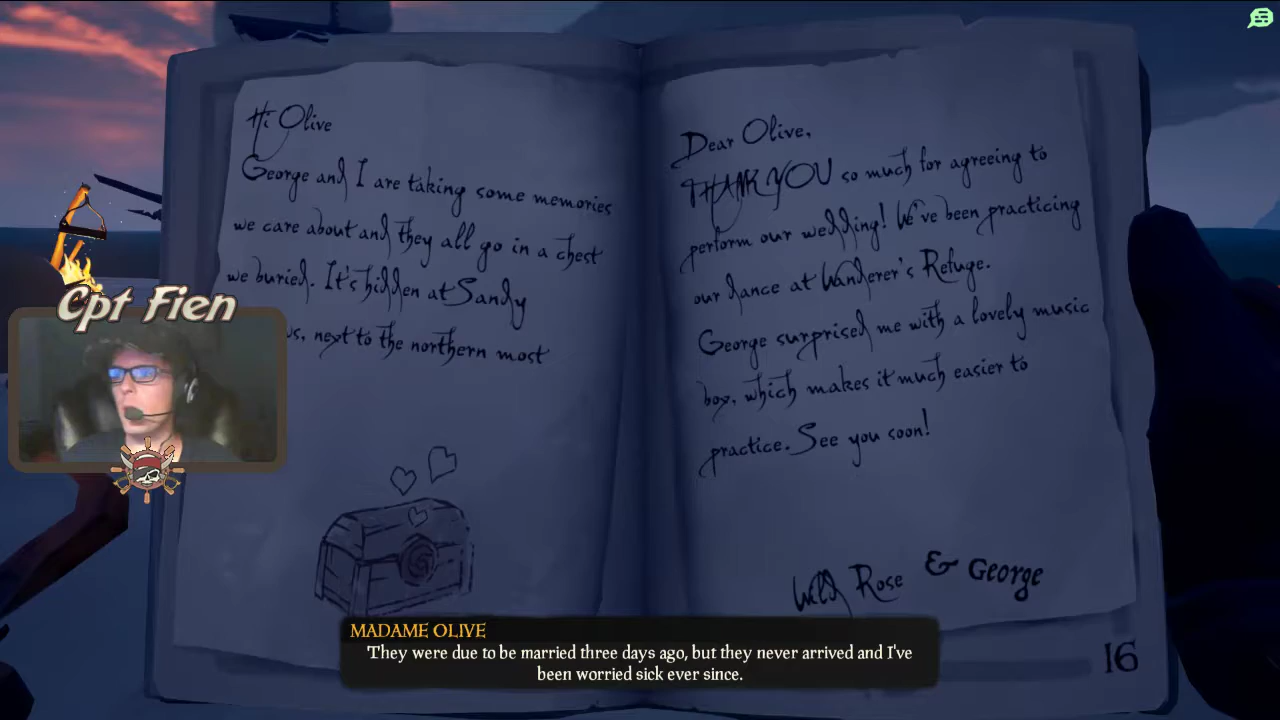 Hi Olive
George and I are taking some memories
we care about and they all go in a chest
we buried. It's hidden at Sandy
next to the northern most
Dear Olive,
THANK YOU so much for agreeing to
perform our wedding! We've been practicing
our dance at Wanderer's Refuge.
George surprised me with a lovely music
box, which makes it much easier to
practice. See you soon!
Wild Rose & George
16
Cpt Fien
MADAME OLIVE
They were due to be married three days ago, but they never arrived and I've
been worried sick ever since.